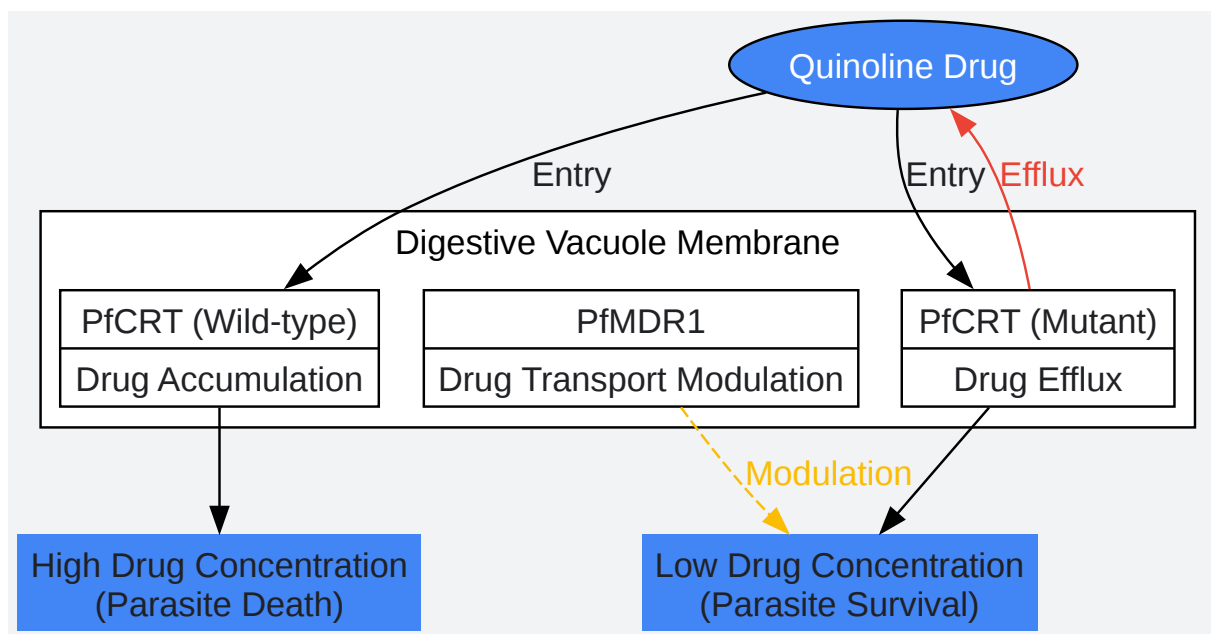 Quinoline Drug
Entry
Entry
Efflux
Digestive Vacuole Membrane
PfCRT (Wild-type)
Drug Accumulation
PfMDR1
Drug Transport Modulation
PfCRT (Mutant)
Drug Efflux
Modulation
High Drug Concentration
(Parasite Death)
Low Drug Concentration
(Parasite Survival)